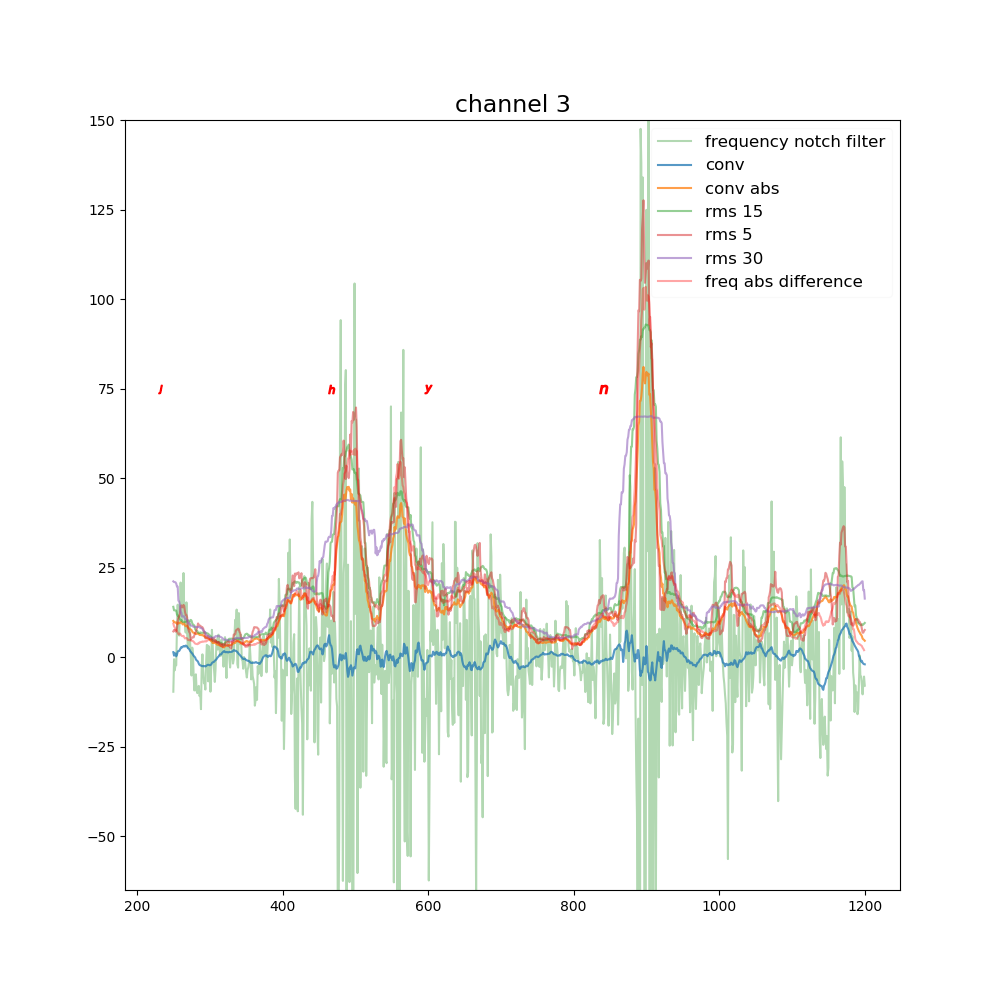 channel 3
150
125
100
75
50
25
0
−25
−50
frequency notch filter
conv
conv abs
rms 15
rms 5
rms 30
freq abs difference
j
h
y
n
200 400 600 800 1000 1200